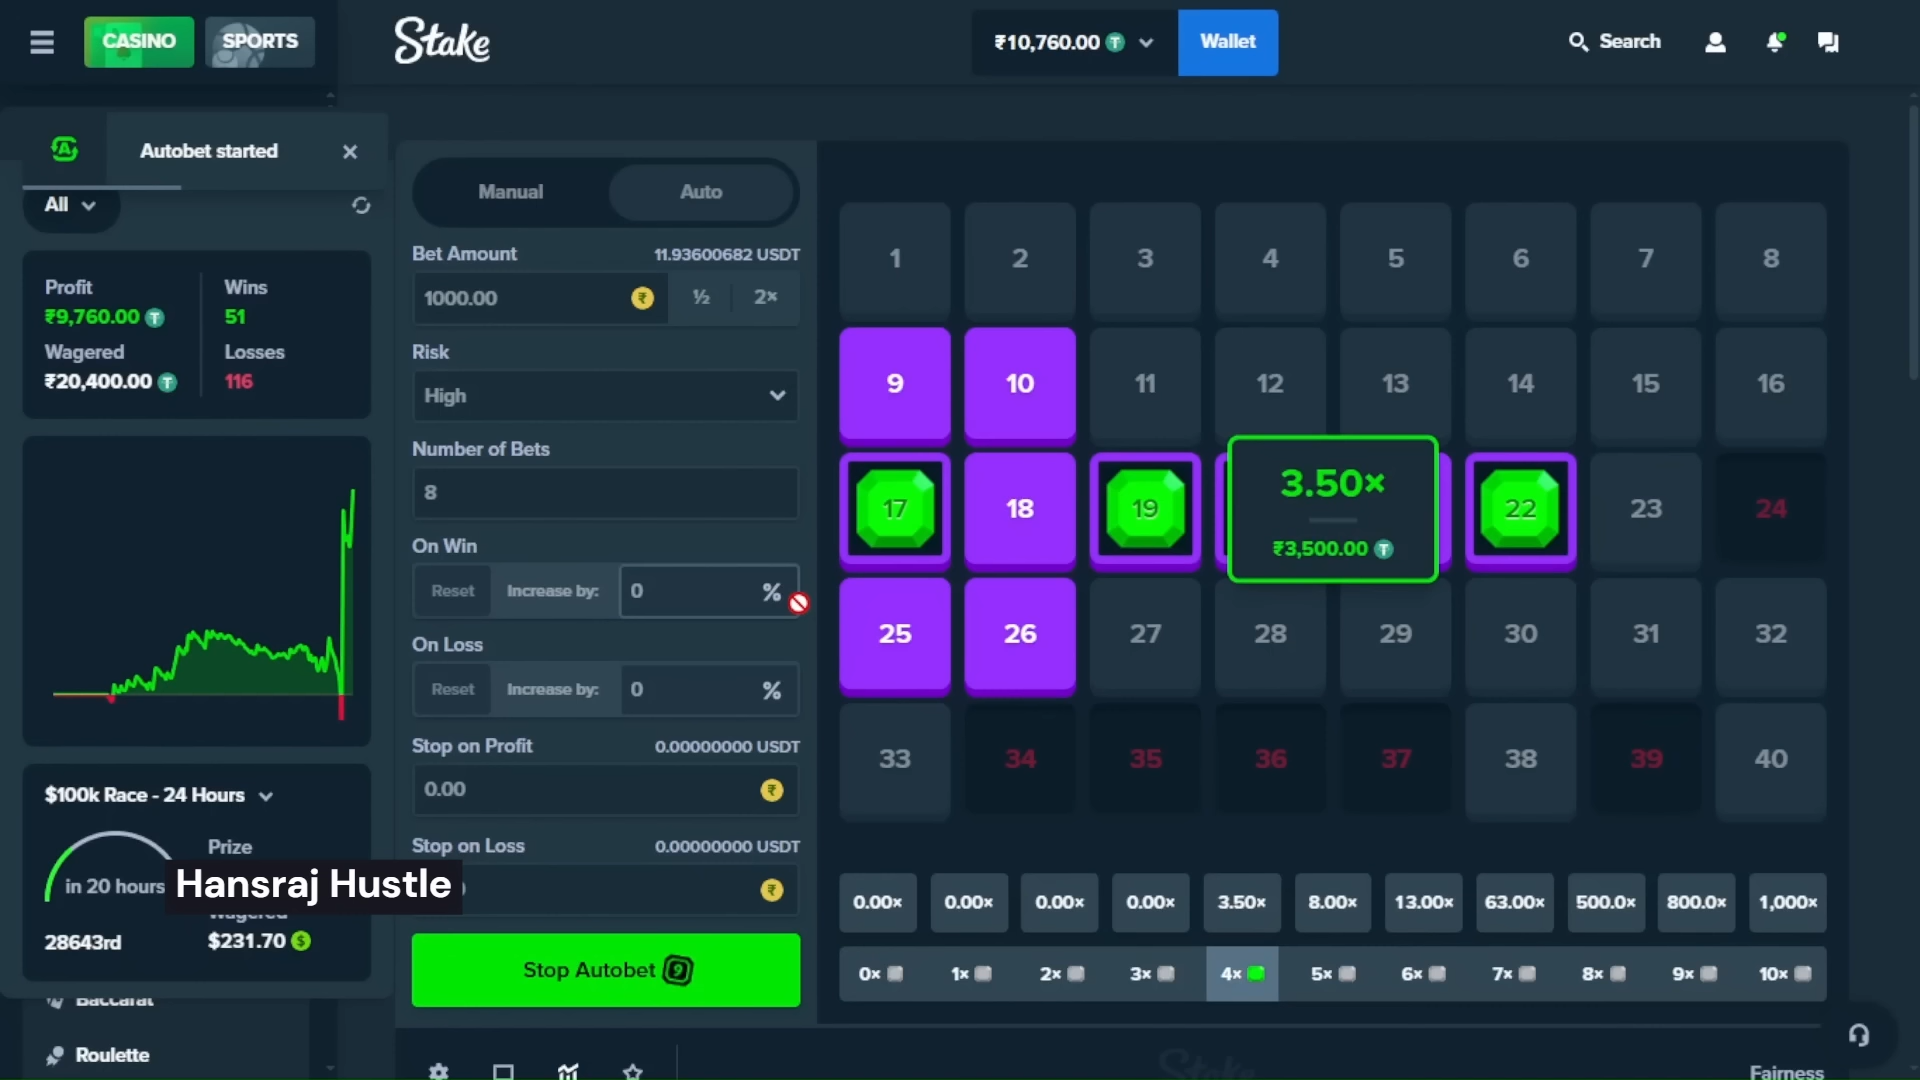 CASINO
SPORTS
Stake
₹10,760.00
Wallet
Search
Autobet started
All
Profit
₹9,760.00
Wins
51
Wagered
₹20,400.00
Losses
116
$100k Race - 24 Hours
in 20 hours
Prize
Wagered
28643rd
$231.70
Hansraj Hustle
Baccarat
Roulette
Manual
Auto
Bet Amount
11.93600682 USDT
1000.00
½
2×
Risk
High
Number of Bets
8
On Win
Reset
Increase by:
0
%
On Loss
Reset
Increase by:
0
%
Stop on Profit
0.00000000 USDT
0.00
Stop on Loss
0.00000000 USDT
Stop Autobet
1 2 3 4 5 6 7 8
9 10 11 12 13 14 15 16
17 18 19 22 23 24
3.50×
₹3,500.00
25 26 27 28 29 30 31 32
33 34 35 36 37 38 39 40
0.00× 0.00× 0.00× 0.00× 3.50× 8.00× 13.00× 63.00× 500.0× 800.0× 1,000×
0× 1× 2× 3× 4× 5× 6× 7× 8× 9× 10×
Stake
Fairness